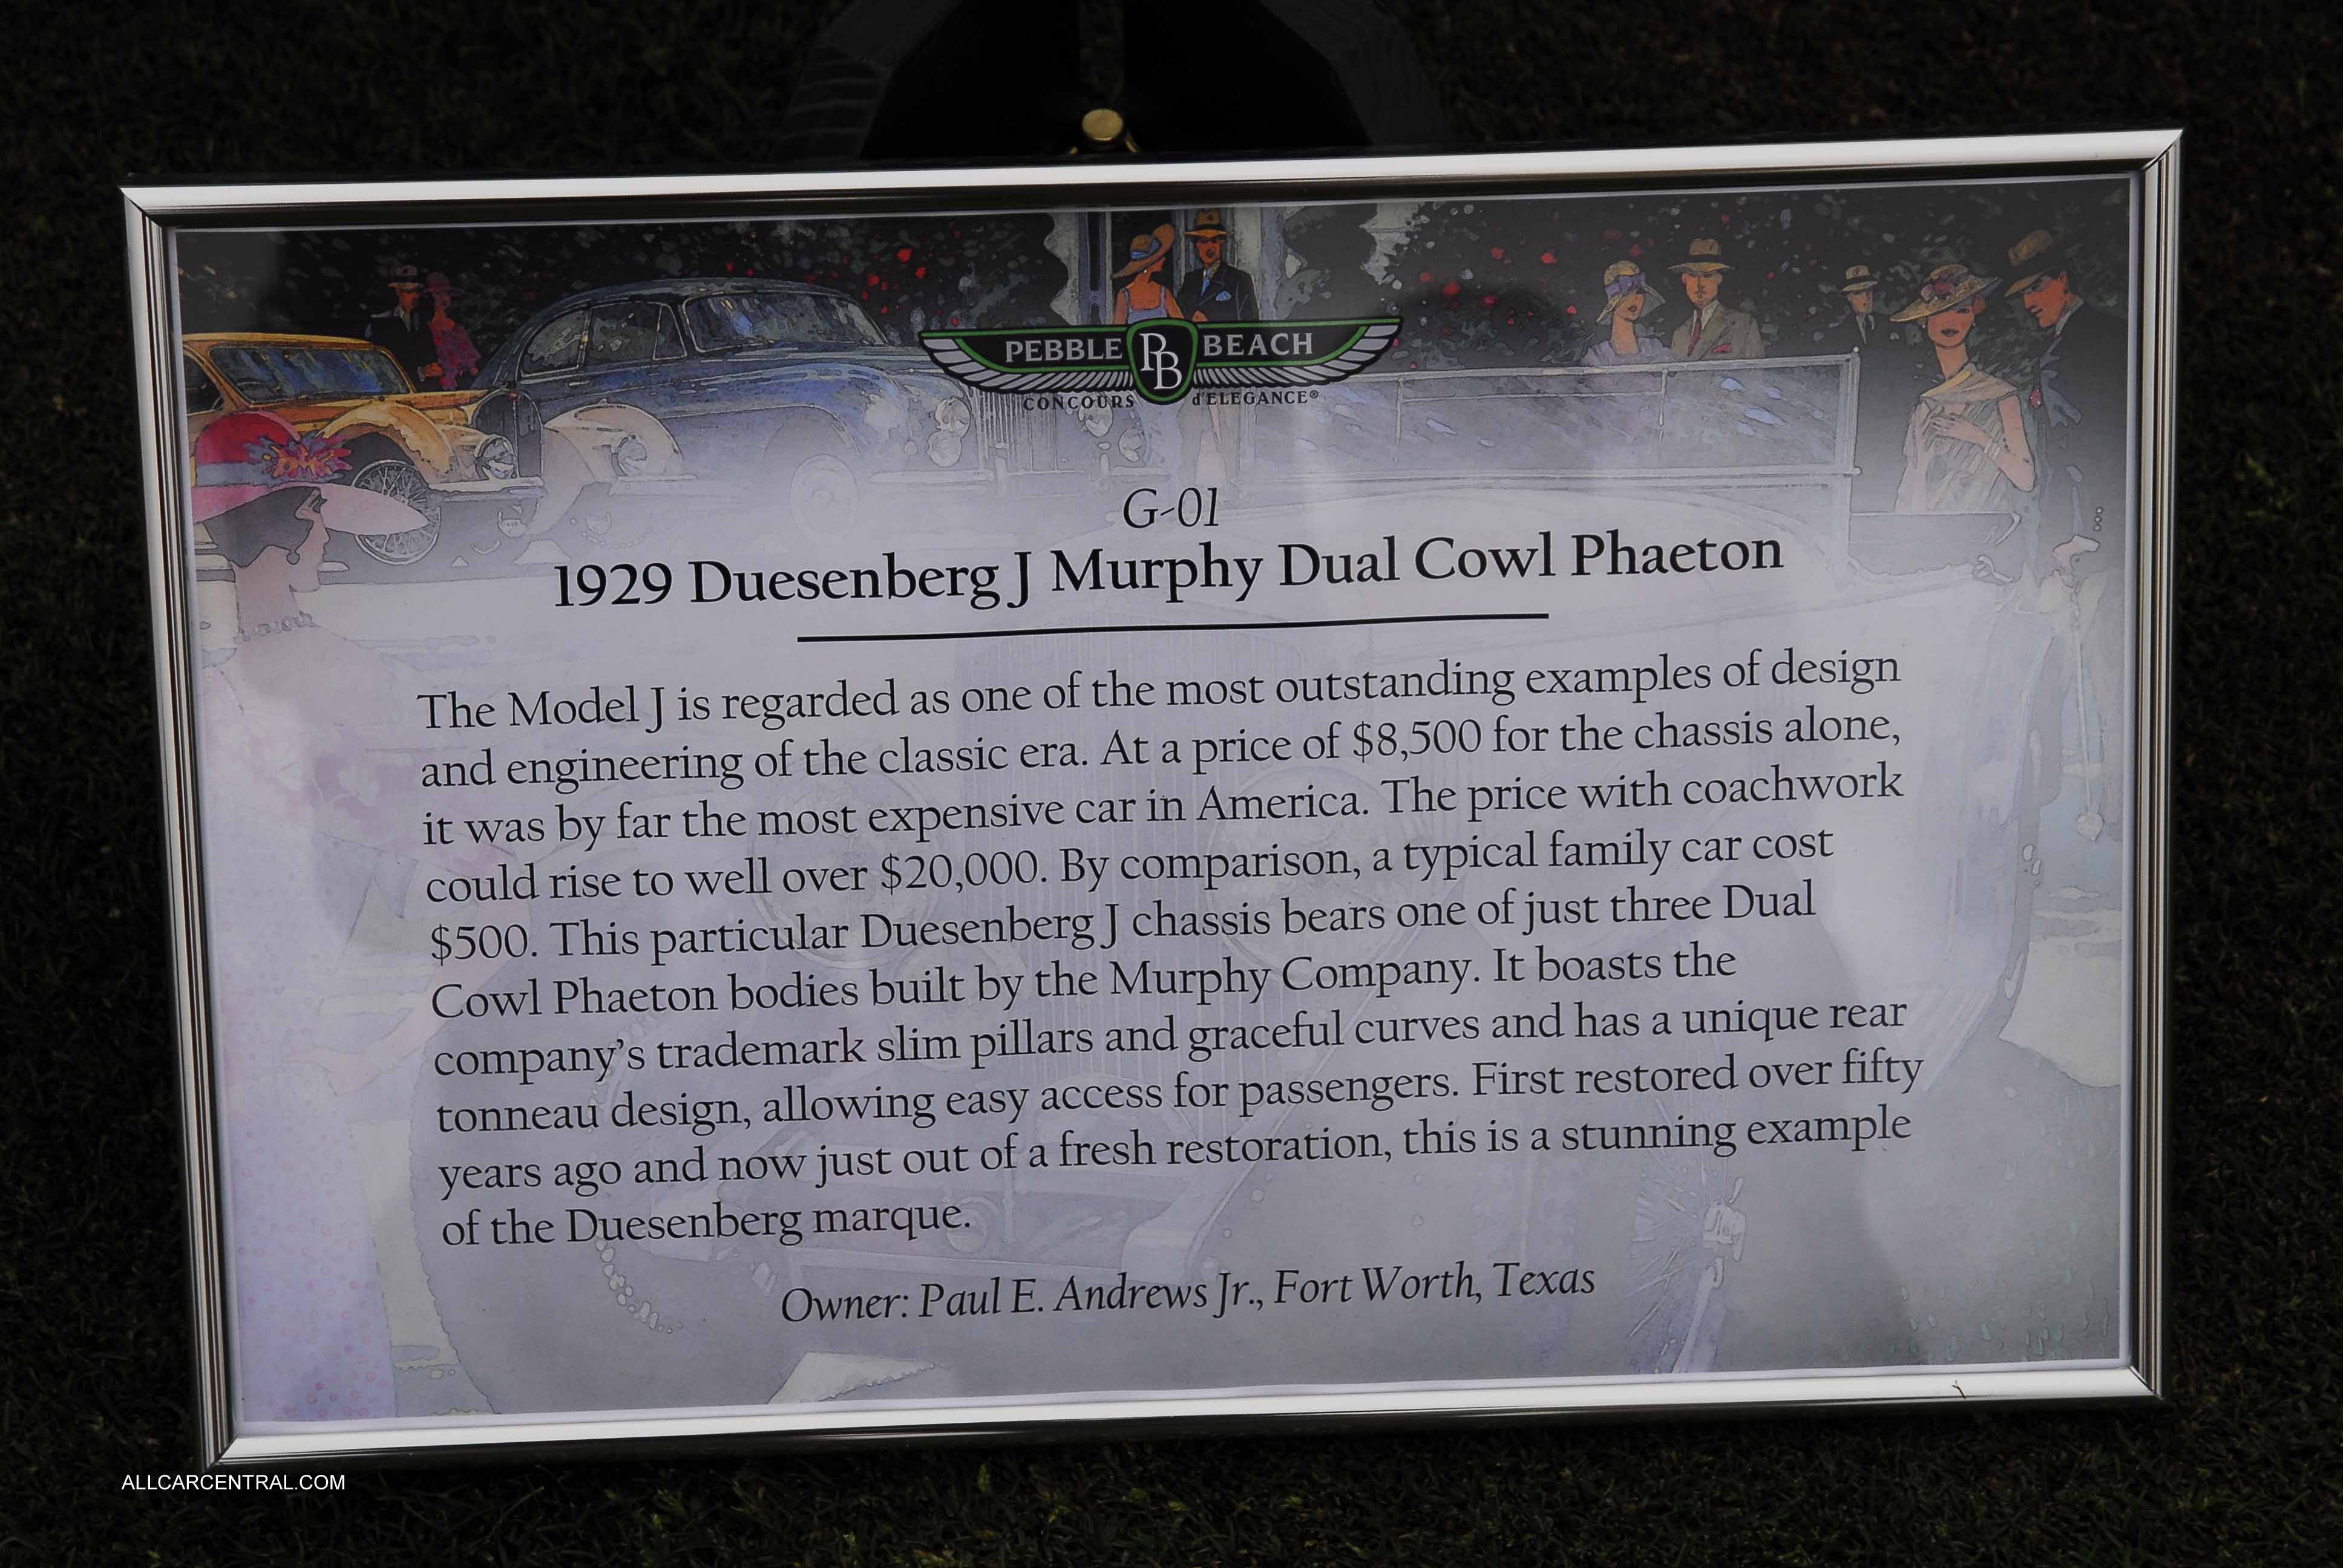 PEBBLE PB BEACH
CONCOURS d'ELEGANCE®
G-01
1929 Duesenberg J Murphy Dual Cowl Phaeton
The Model J is regarded as one of the most outstanding examples of design
and engineering of the classic era. At a price of $8,500 for the chassis alone,
it was by far the most expensive car in America. The price with coachwork
could rise to well over $20,000. By comparison, a typical family car cost
$500. This particular Duesenberg J chassis bears one of just three Dual
Cowl Phaeton bodies built by the Murphy Company. It boasts the
company's trademark slim pillars and graceful curves and has a unique rear
tonneau design, allowing easy access for passengers. First restored over fifty
years ago and now just out of a fresh restoration, this is a stunning example
of the Duesenberg marque.
Owner: Paul E. Andrews Jr., Fort Worth, Texas
ALLCARCENTRAL.COM